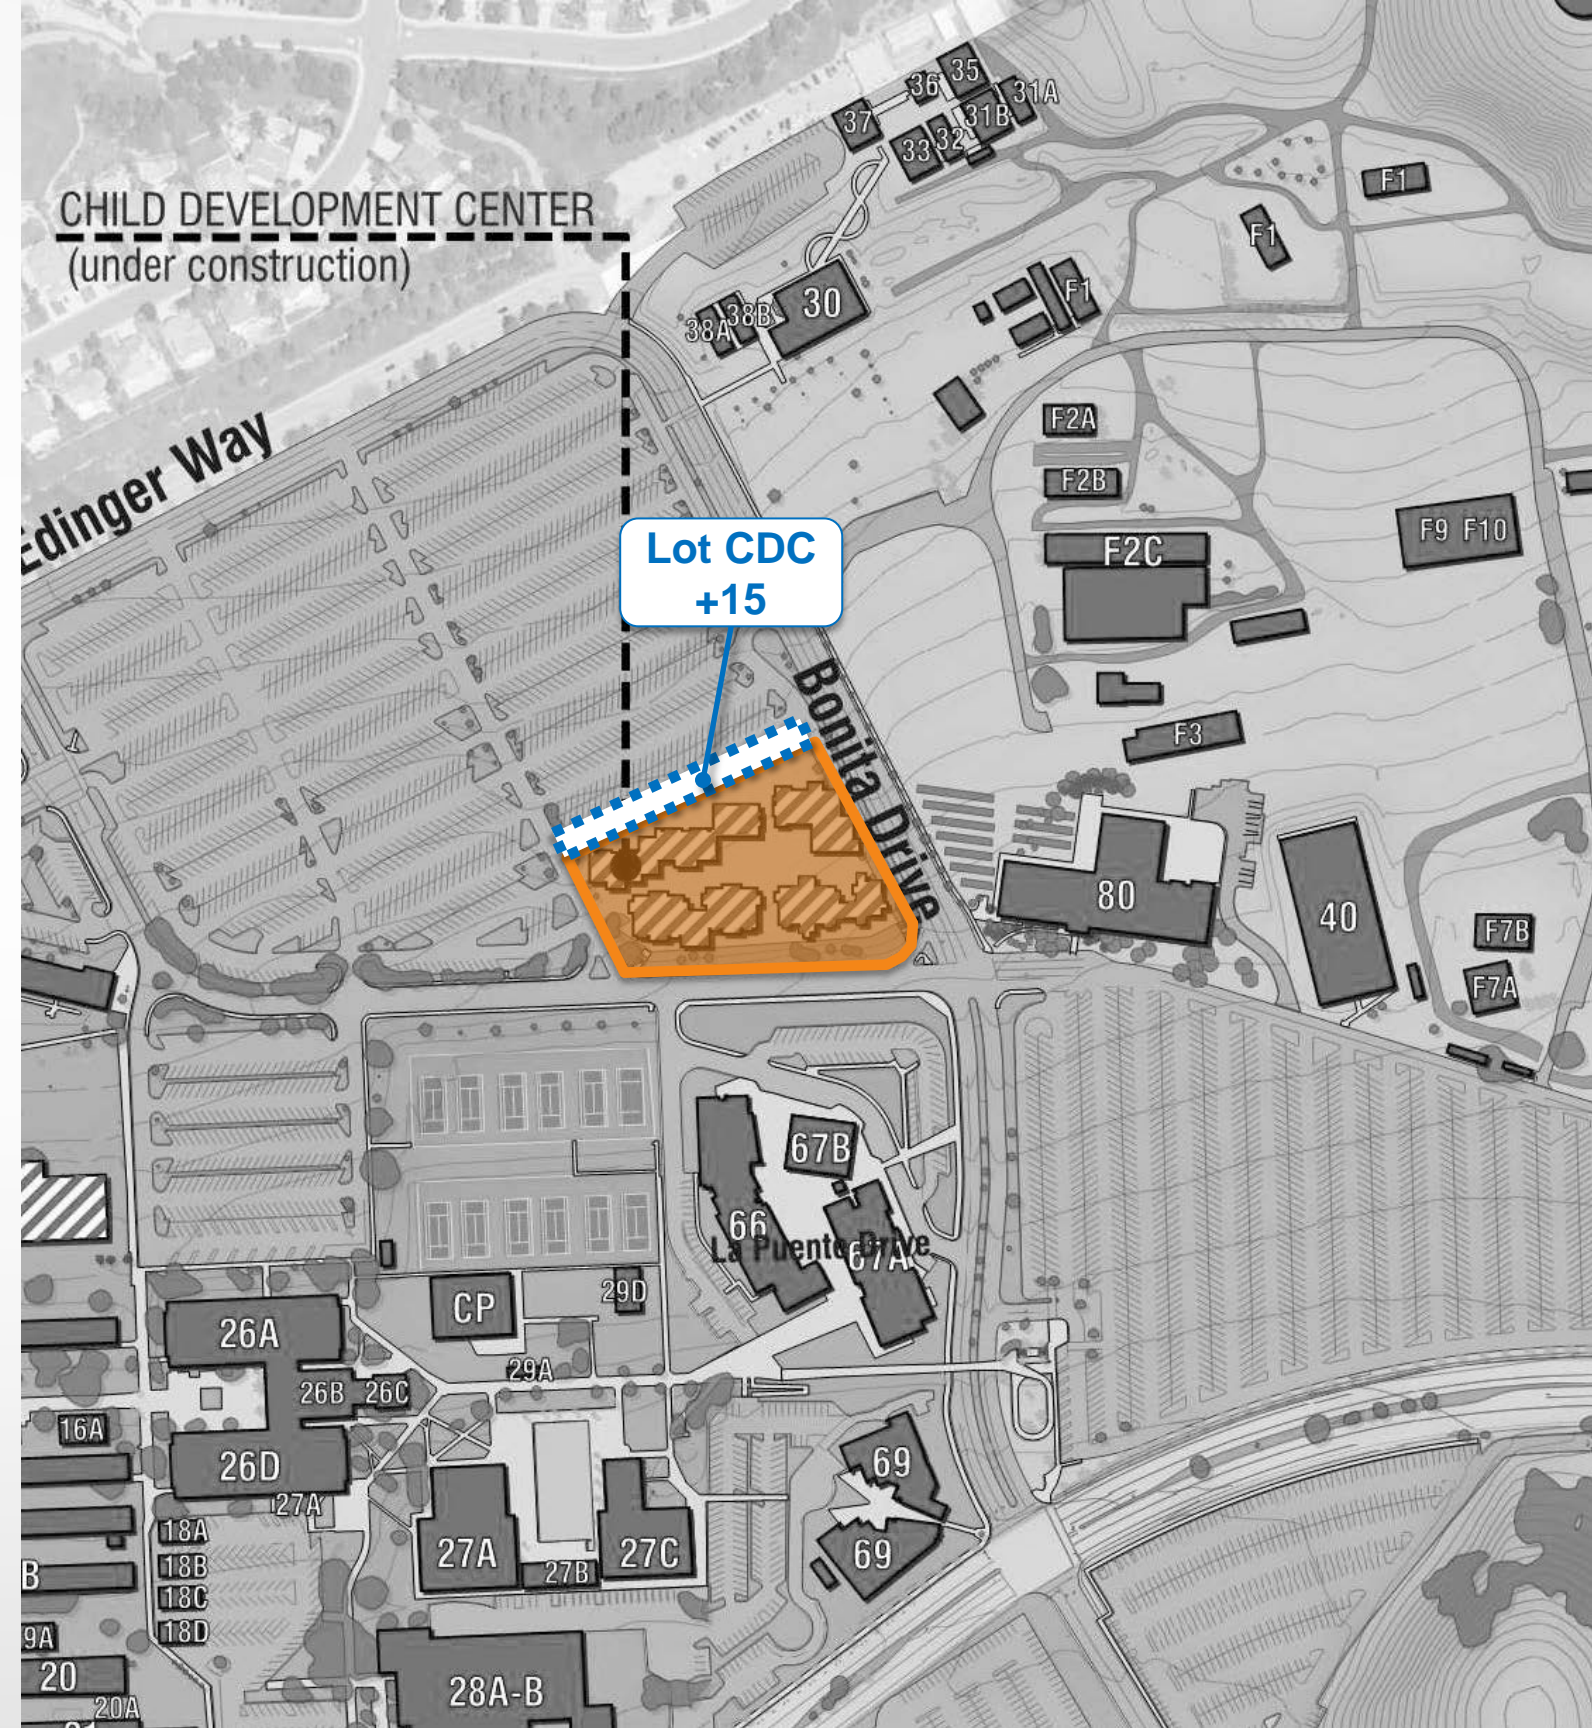 35
36
31A
37
31B
32
33
F1
CHILD DEVELOPMENT CENTER
(under construction)
F1
F1
30
38B
38A
F2A
Edinger Way
F2B
F9 F10
F2C
Lot CDC
+15
Bonita Drive
F3
80
40
F7B
F7A
67B
66
La Puente Drive
67A
29D
CP
26A
29A
26B
26C
16A
69
26D
27A
18A
27A
27C
69
18B
27B
B
18C
18D
9A
20
28A-B
20A